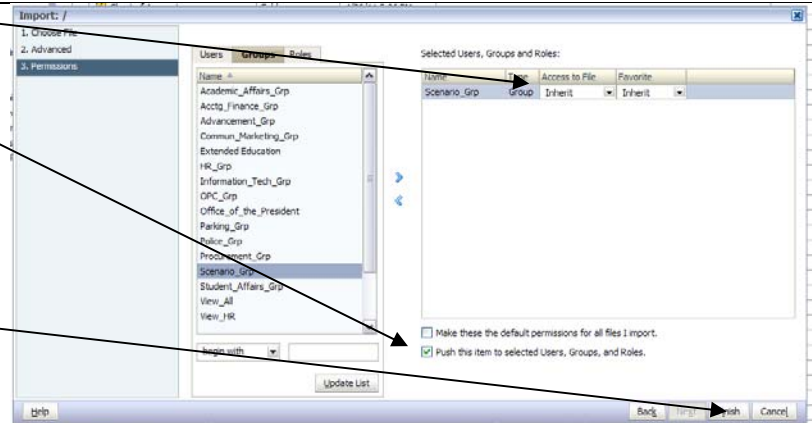 Import: /
1. Choose File
2. Advanced
3. Permissions
Users Groups Roles
Name
Academic_Affairs_Grp
Acctg_Finance_Grp
Advancement_Grp
Commun_Marketing_Grp
Extended Education
HR_Grp
Information_Tech_Grp
OPC_Grp
Office_of_the_President
Parking_Grp
Police_Grp
Procurement_Grp
Scenario_Grp
Student_Affairs_Grp
View_All
View_HR
begin with
Update List
Selected Users, Groups and Roles:
Name Type Access to File Favorite
Scenario_Grp Group Inherit Inherit
Make these the default permissions for all files I import.
Push this item to selected Users, Groups, and Roles.
Help
Back Next Finish Cancel